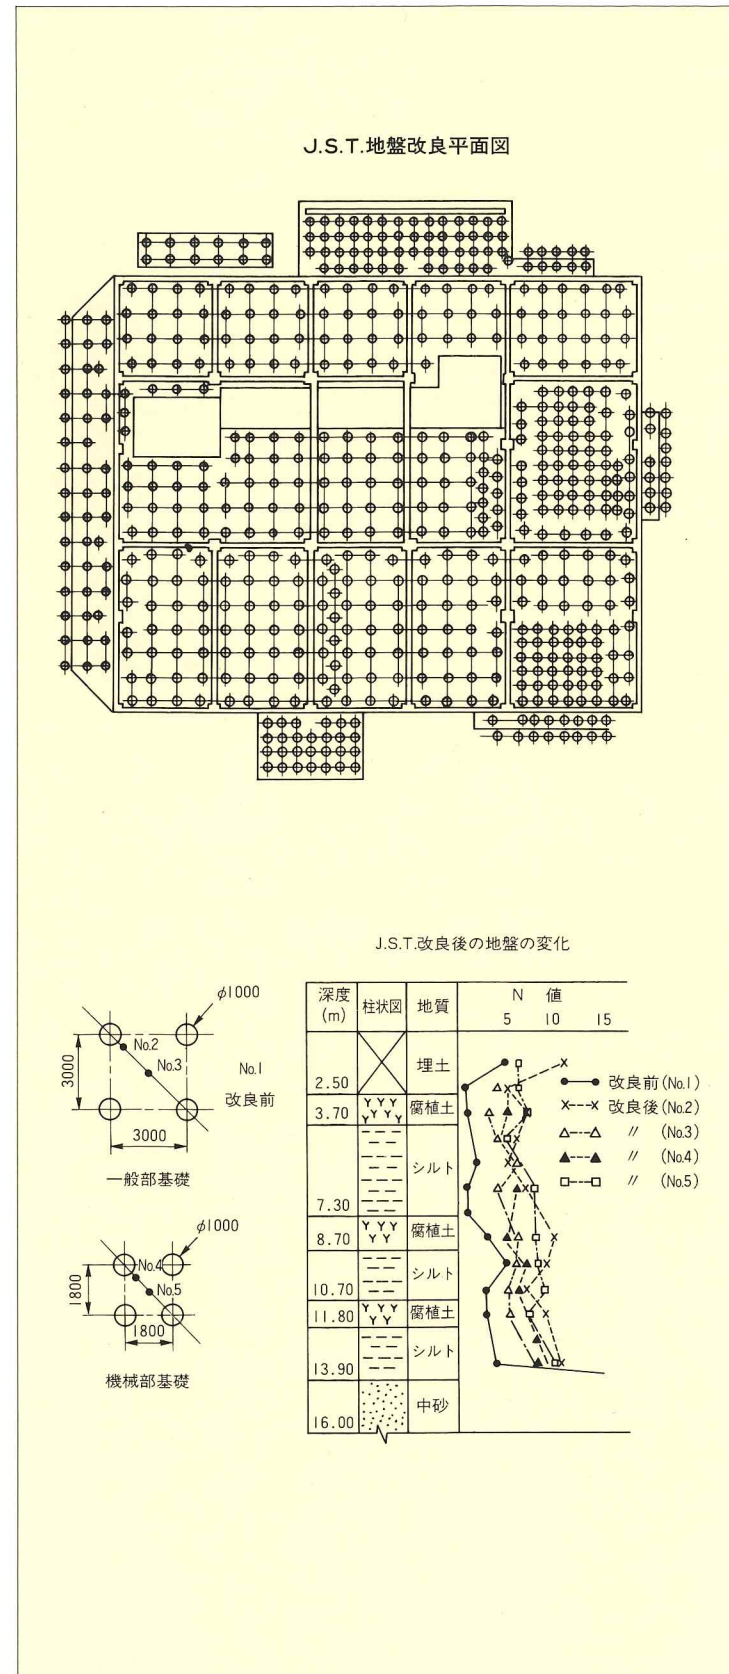 J.S.T.地盤改良平面図
J.S.T.改良後の地盤の変化
φ1000
No.2
No.3
3000
3000
No.1
改良前
一般部基礎
φ1000
No.4
No.5
1800
1800
機械部基礎
深度(m) 柱状図 地質 N 値
5 10 15
2.50 埋土
3.70 腐植土
7.30 シルト
8.70 腐植土
10.70 シルト
11.80 腐植土
13.90 シルト
16.00 中砂
改良前(No.1)
改良後(No.2)
〃 (No.3)
〃 (No.4)
〃 (No.5)